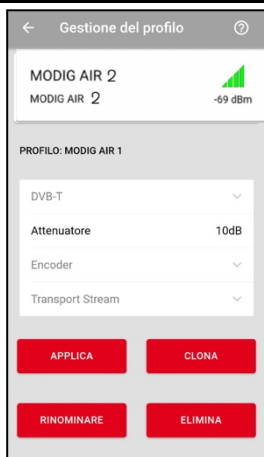 Gestione del profilo
MODIG AIR 2
MODIG AIR 2
-69 dBm
PROFILO: MODIG AIR 1
DVB-T
Attenuatore 10dB
Encoder
Transport Stream
APPLICA CLONA
RINOMINARE ELIMINA